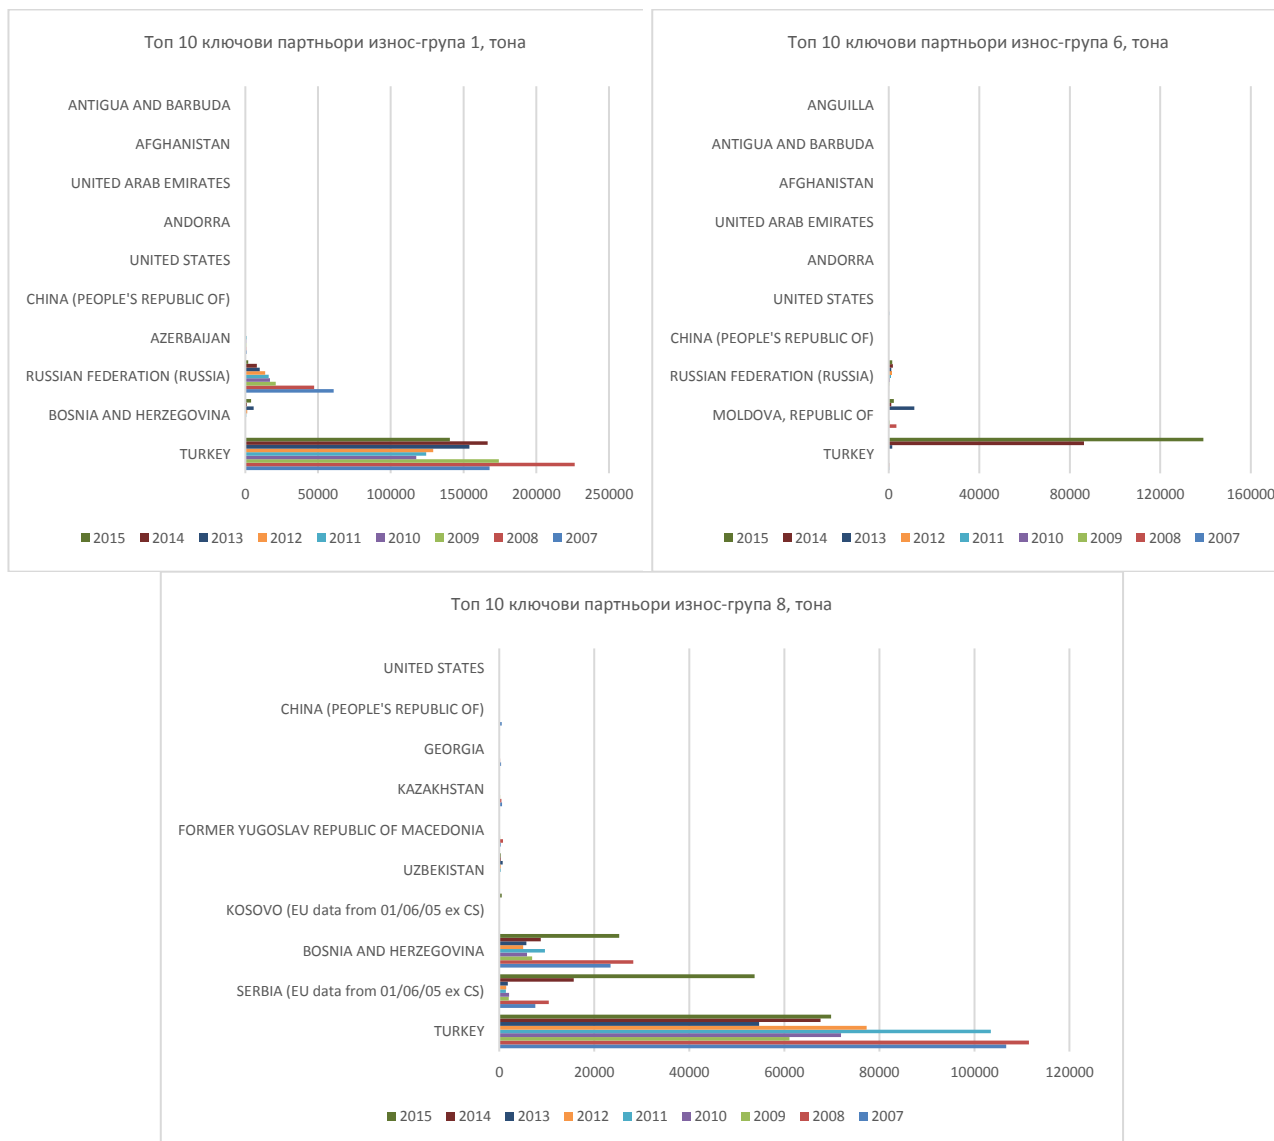 Топ 10 ключови партньори износ-група 1, тона
ANTIGUA AND BARBUDA
AFGHANISTAN
UNITED ARAB EMIRATES
ANDORRA
UNITED STATES
CHINA (PEOPLE'S REPUBLIC OF)
AZERBAIJAN
RUSSIAN FEDERATION (RUSSIA)
BOSNIA AND HERZEGOVINA
TURKEY
0 50000 100000 150000 200000 250000
2015 2014 2013 2012 2011 2010 2009 2008 2007
Топ 10 ключови партньори износ-група 6, тона
ANGUILLA
ANTIGUA AND BARBUDA
AFGHANISTAN
UNITED ARAB EMIRATES
ANDORRA
UNITED STATES
CHINA (PEOPLE'S REPUBLIC OF)
RUSSIAN FEDERATION (RUSSIA)
MOLDOVA, REPUBLIC OF
TURKEY
0 40000 80000 120000 160000
2015 2014 2013 2012 2011 2010 2009 2008 2007
Топ 10 ключови партньори износ-група 8, тона
UNITED STATES
CHINA (PEOPLE'S REPUBLIC OF)
GEORGIA
KAZAKHSTAN
FORMER YUGOSLAV REPUBLIC OF MACEDONIA
UZBEKISTAN
KOSOVO (EU data from 01/06/05 ex CS)
BOSNIA AND HERZEGOVINA
SERBIA (EU data from 01/06/05 ex CS)
TURKEY
0 20000 40000 60000 80000 100000 120000
2015 2014 2013 2012 2011 2010 2009 2008 2007